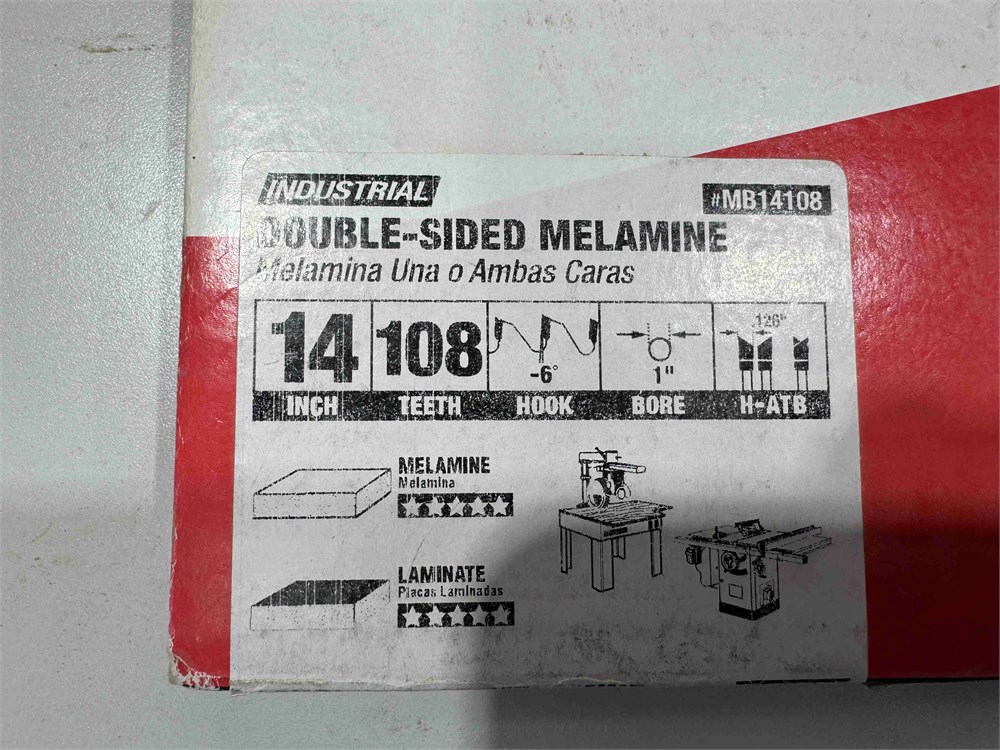 INDUSTRIAL
#MB14108
DOUBLE-SIDED MELAMINE
Melamina Una o Ambas Caras
14 108 -6° 1" .126"
INCH TEETH HOOK BORE H-ATB
MELAMINE
Melamina
LAMINATE
Placas Laminadas